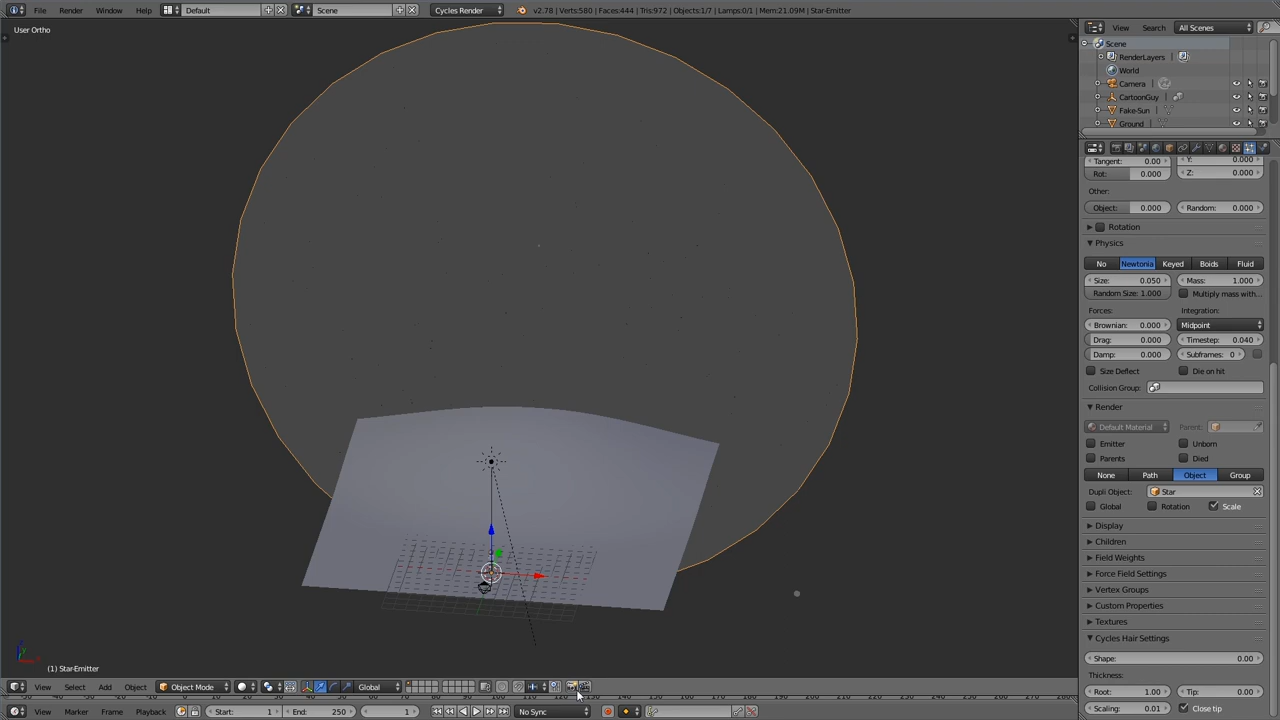 File Render Window Help Default Scene Cycles Render v2.78 | Verts:580 | Faces:444 | Tris:972 | Objects:1/7 | Lamps:0/1 | Mem:21.09M | Star-Emitter
User Ortho
View Search All Scenes
Scene
RenderLayers
World
Camera
CartoonGuy
Fake-Sun
Ground
Tangent: 0.00 Y: 0.000
Rot: 0.000 Z: 0.000
Other:
Object: 0.000 Random: 0.000
Rotation
Physics
No Newtonia Keyed Boids Fluid
Size: 0.050 Mass: 1.000
Random Size: 1.000 Multiply mass with...
Forces: Integration:
Brownian: 0.000 Midpoint
Drag: 0.000 Timestep: 0.040
Damp: 0.000 Subframes: 0
Size Deflect Die on hit
Collision Group:
Render
Default Material Parent:
Emitter Unborn
Parents Died
None Path Object Group
Dupli Object: Star
Global Rotation Scale
Display
Children
Field Weights
Force Field Settings
Vertex Groups
Custom Properties
Textures
Cycles Hair Settings
Shape: 0.00
Thickness:
Root: 1.00 Tip: 0.00
Scaling: 0.01 Close tip
(1) Star-Emitter
View Select Add Object Object Mode Global
View Marker Frame Playback Start: 1 End: 250 1 No Sync